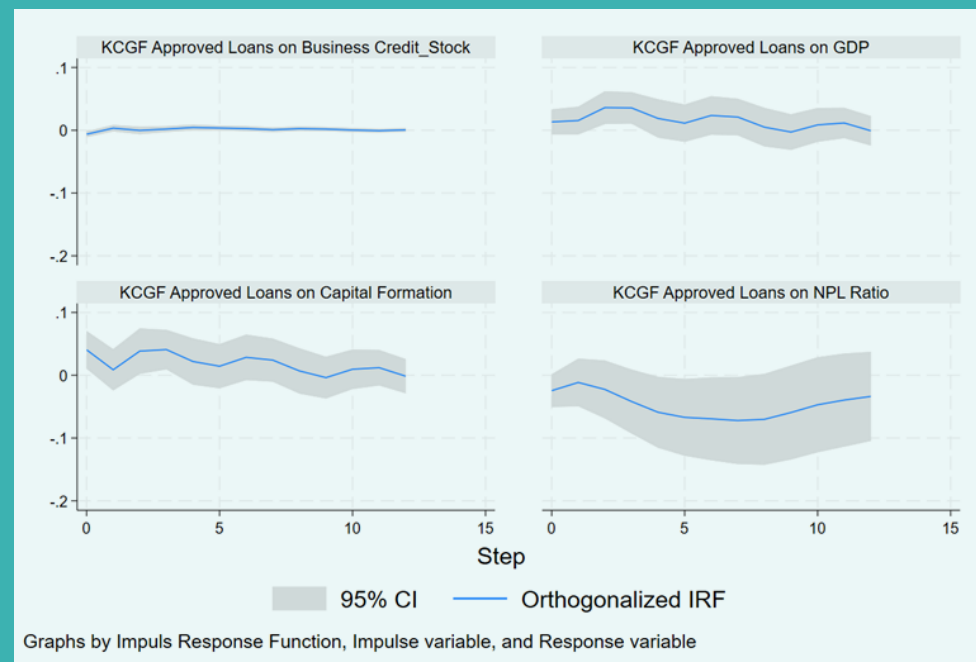 KCGF Approved Loans on Business Credit_Stock
KCGF Approved Loans on GDP
.1
0
-.1
-.2
KCGF Approved Loans on Capital Formation
KCGF Approved Loans on NPL Ratio
.1
0
-.1
-.2
0 5 10 15
0 5 10 15
Step
95% CI
Orthogonalized IRF
Graphs by Impuls Response Function, Impulse variable, and Response variable